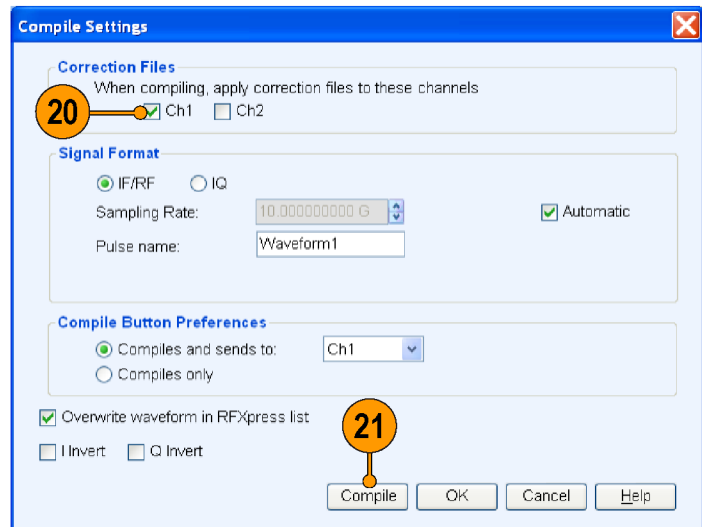 Compile Settings
Correction Files
When compiling, apply correction files to these channels
20
Ch1 Ch2
Signal Format
IF/RF IQ
Sampling Rate: 10.000000000 G Automatic
Pulse name: Waveform1
Compile Button Preferences
Compiles and sends to: Ch1
Compiles only
Overwrite waveform in RFXpress list
21
I Invert Q Invert
Compile OK Cancel Help